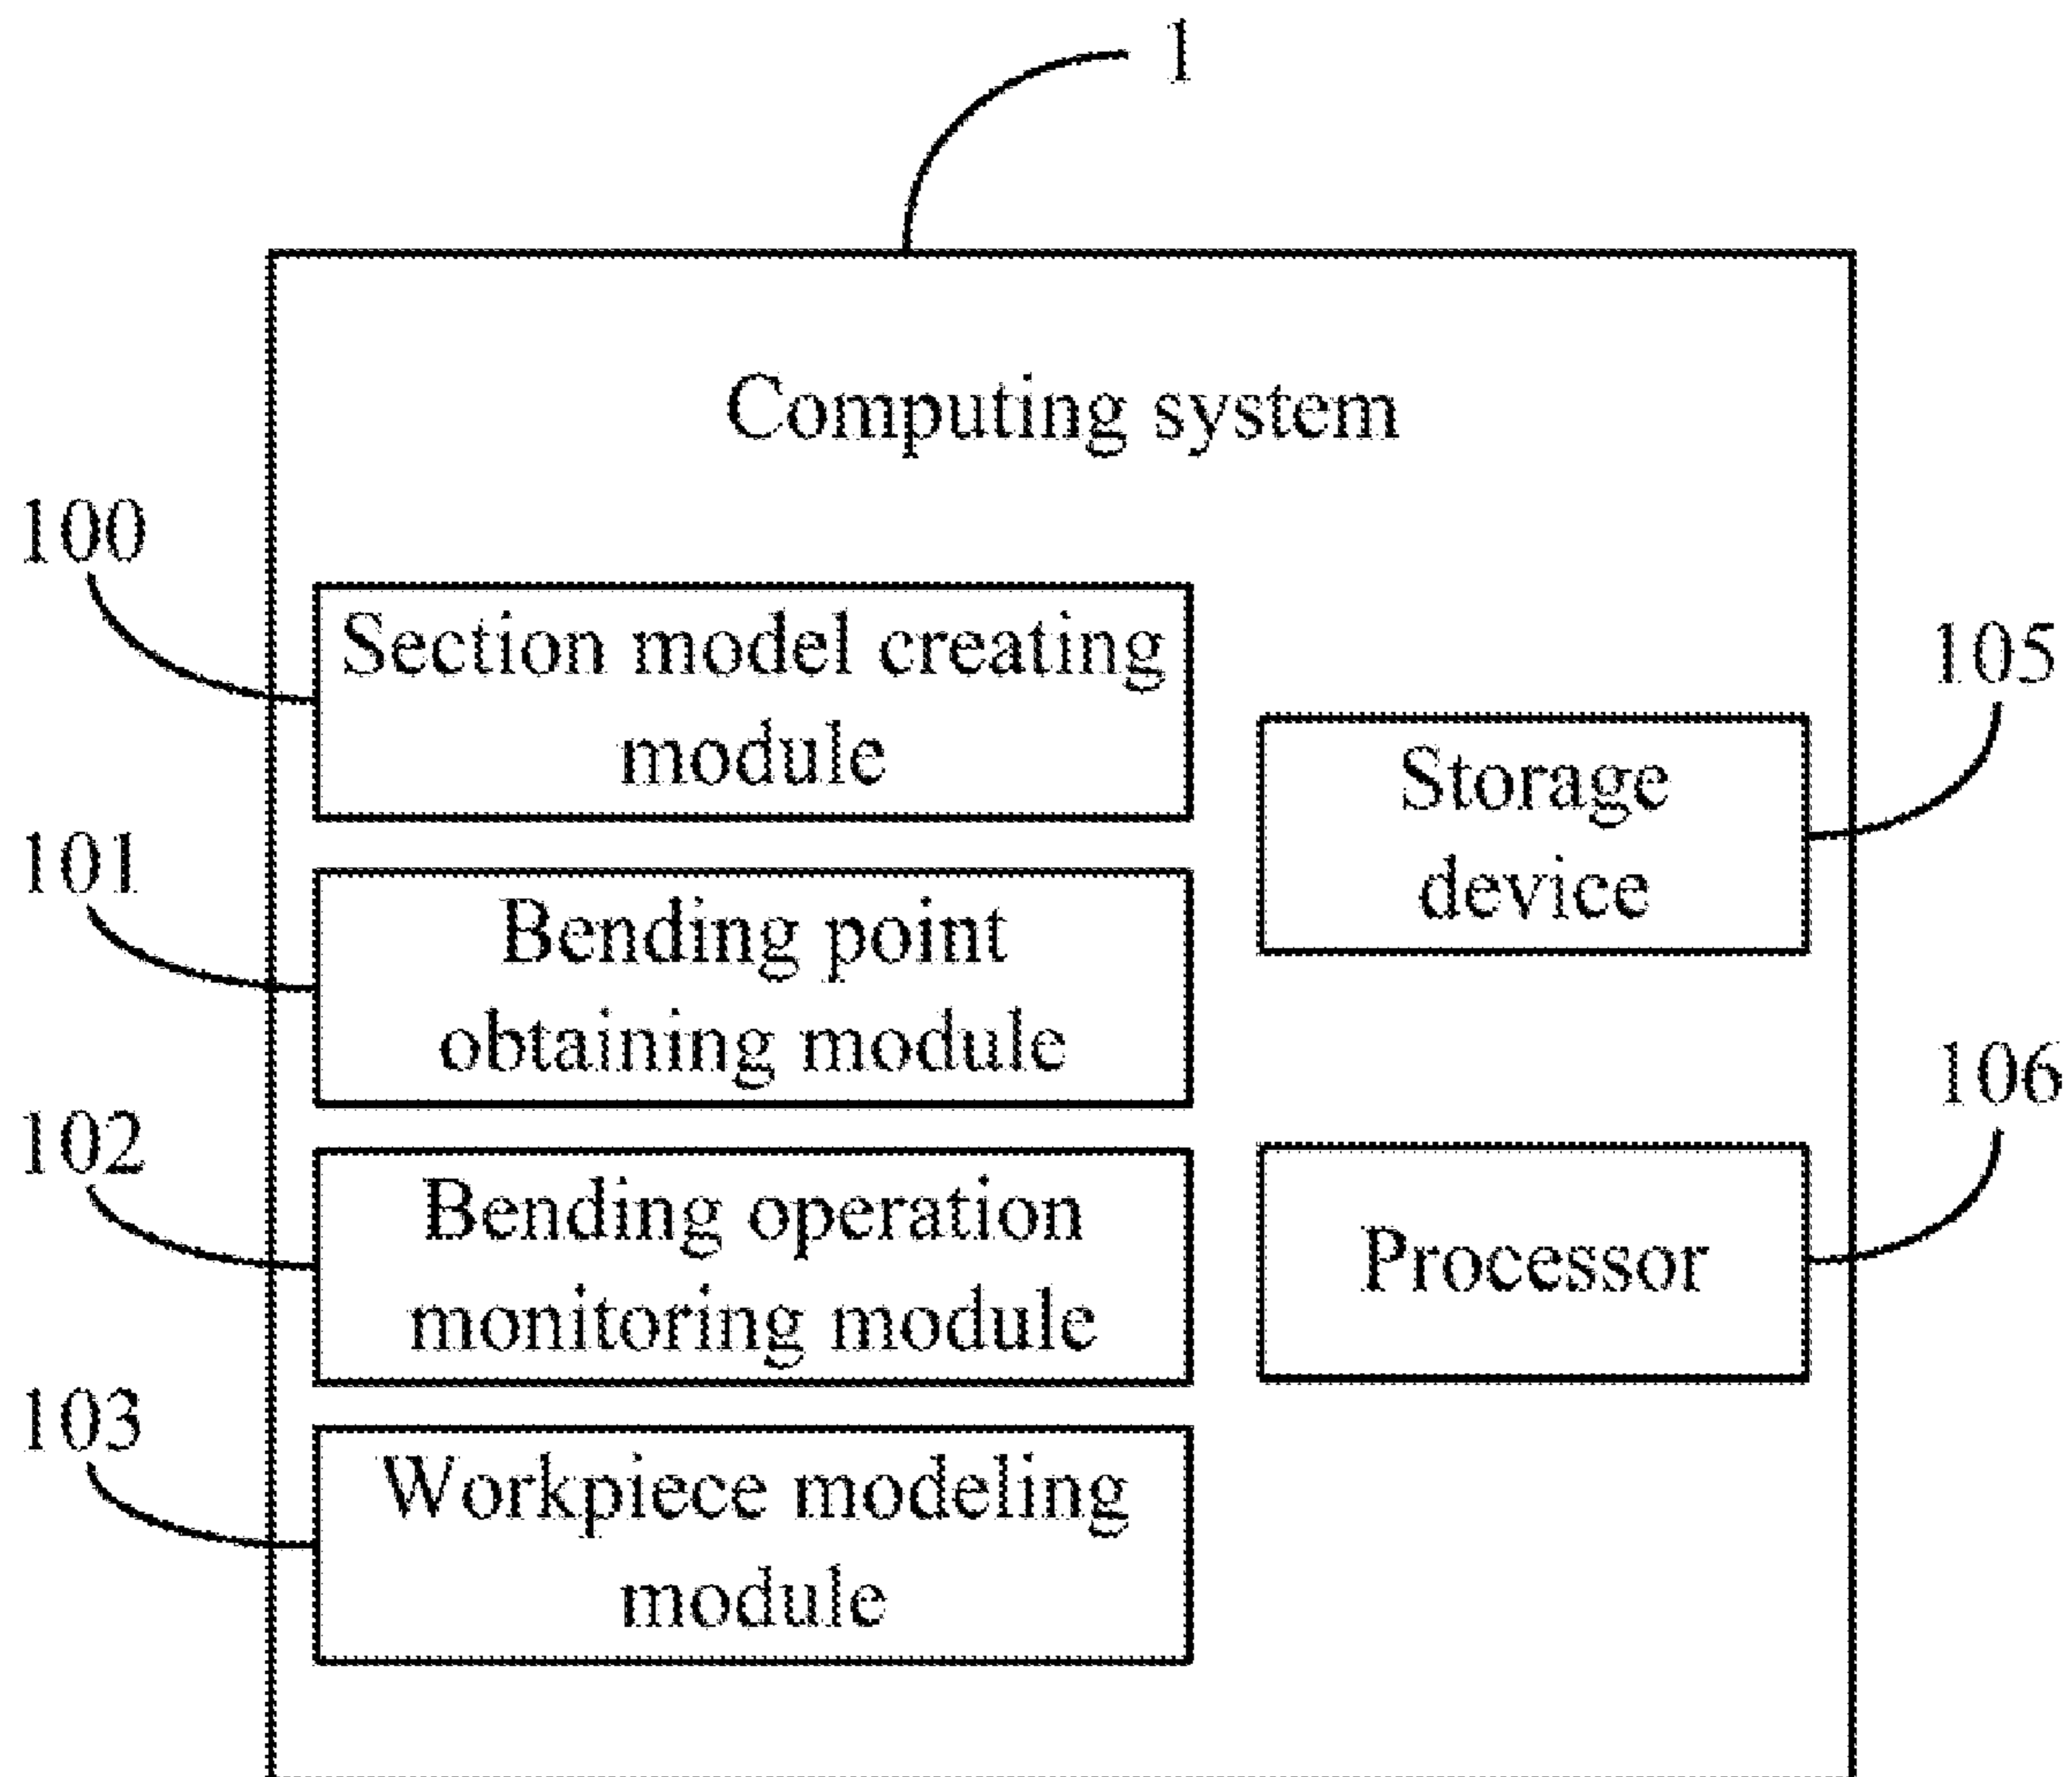 1
Computing system
100
Section model creating
module
105
Storage
device
101
Bending point
obtaining module
106
Processor
102
Bending operation
monitoring module
103
Workpiece modeling
module